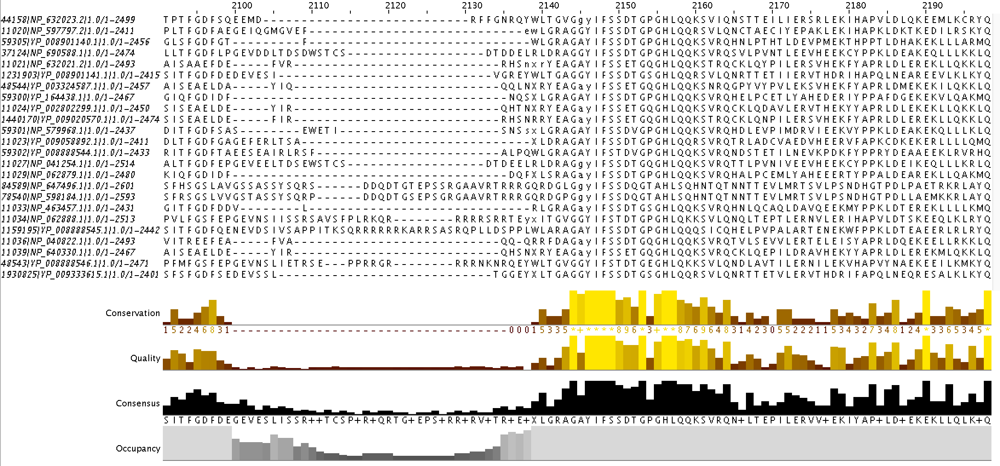 2100 2110 2120 2130 2140 2150 2160 2170 2180 2190
44158|NP_632023.2|1.0/1-2499 TPTFGDFSQEEMD---------------------------RFFGNRQYWLTGVGgyIFSSDTGPGHLQQKSVIQNSTTEILIERSRLEKIHAPVLDLQKEEMLKCRYQ
11020|NP_597797.2|1.0/1-2411 PLTFGDFAEGEIQGMGVEF----------------------------ewLGRAGGYIFSSDTGPGHLQQRSVLQNCTAECIYEPAKLEKIHAPKLDKTKEDILRSKYQ
59305|YP_008901140.1|1.0/1-2456 GLSFGDFGT---------F-----------------------------WLGRAGAYIFSSDTGPGHLQQKSVRQHNLPTHTLDEVPMEKTHPPTLDHAKEKLLLARMQ
37124|NP_690588.1|1.0/1-2474 LLTFGDFLPGEVDDLTDSDWSTCS------------------DTDDELRLDRAGGYIFSSDTGPGHLQQKSVRQSVLPVNTLEEVHEEKCYPPKLDEAKEQLLLKKLQ
11021|NP_632021.2|1.0/1-2493 AISAAEFDE-----FVR---------------------------RHSnxrYEAGAYIFSSETGQGHLQQKSTRQCKLQYPILERSVHEKFYAPRLDLEREKLLQKKLQ
1231903|YP_008901141.1|1.0/1-2415 SITFGDFDEDEVESI----------------------------VGREYWLTGAGGYIFSSDTGSGHLQQRSVLQNRTTETIIERVTHDRIHAPQLNEAREEVLKLKYQ
48544|YP_003324587.1|1.0/1-2457 AISEAELDA-----YIQ---------------------------QQLNXRYEAGayIFSSETGQGHLQQKSNRQGPYVYPVLEKSVHEKFYAPRLDMEKEKILQKKLQ
59300|YP_164438.1|1.0/1-2467 GIQFGDIDF------------------------------------NQSXLGRAGAYIFSSDTGPGHLQQKSVRQHELPCETLYAHEDERIYPPAFDGEKEKVLQAKMQ
11024|YP_002802299.1|1.0/1-2450 SISEAELDE-----YIR---------------------------QHTNXRYEAGayIFSSETGQGHLQQKSVRQCKLQDAVLERVTHEKYYAPRLDLEREKLLQKKLQ
1440170|YP_009020570.1|1.0/1-2474 SISEAELDE-----FIR---------------------------RHSNRRYEAGayIFSSETGQGHLQQKSTRQCKLQNPILERSVHEKFYAPRLDLEREKLLQKKLQ
59301|NP_579968.1|1.0/1-2437 DITFGDFSAS--------EWETI---------------------SNSsxLGRAGAYIFSSDVGPGHLQQKSVRQHDLEVPIMDRVIEEKVYPPKLDEAKEKQLLLKLQ
11023|YP_009058892.1|1.0/1-2411 DLTFGDFGAGEFERLTSA------------------------------XLDRAGAYIFSSDTGPGHLQQRSVRQTRLADCVAEDVHEERVFAPKCDKEKERLLLLQMQ
59302|YP_008888544.1|1.0/1-2433 RITFGDFTAEESEAIRLRSF------------------------ALPQWLGRAGAYIFSTDVGPGHLQQKSVRQNDSTETILNEVKPDKFYPPRYDEAAEEKLRVRHQ
11027|NP_041254.1|1.0/1-2514 ALTFGDFEPGEVEELTDSEWSTCS------------------DTDEELRLDRAGgyIFSSDTGQGHLQQKSVRQTTLPVNIVEEVHEEKCYPPKLDEIKEQLLLKRLQ
11029|NP_062879.1|1.0/1-2480 KIQFGDIDF------------------------------------DQFXLSRAGayIFSSDTGPGHLQQKSVRQHALPCEMLYAHEEERTYPPALDEAREKLLQAKMQ
84589|NP_647496.1|1.0/1-2601 SFHSGSLAVGSSASSYSQRS------DDQDTGTEPSSRGAAVRTRRRGQRDGLGgyIFSSDQGTAHLSQHNTQTNNTTEVLMRTSVLPSNDHGTPDLPAETRKRLAYQ
78540|NP_598184.1|1.0/1-2593 SFRSGSLVVGSTASSYSQRP------DDQDTGSEPSGRGAAVRTRRRGQRDGPGgyIFSSDQGTAHLSQHNTQTNNTTEVLMRTSVLPSNDHGTPDLLAEMKKRLAYQ
11033|NP_463457.1|1.0/1-2431 GITFGDFDDV--------L-----------------------------RLGRAGayIFSSDTGSGHLQQKSVRQHNLQCAQLDAVQEEKMYPPKLDTEREKLLLLKMQ
11034|NP_062888.1|1.0/1-2513 PVLFGSFEPGEVNSIISSRSAVSFPLRKQR--------RRRRSRRTEyxITGVGGYIFSTDTGPGHLQKKSVLQNQLTEPTLERNVLERIHAPVLDTSKEEQLKLRYQ
1159195|YP_008888545.1|1.0/1-2442 SITFGDFQENEVDSIVSAPPITKSQRRRRRRRKARRSASRQPLLDSPPLWLARAGAYIFSSDTGPGHLQQQSICQHELPVPALARTENEKWFPPKLDTEAEERLRLRYQ
11036|NP_040822.1|1.0/1-2493 VITREEFEA-----FVA---------------------------QQ-QRRFDAGayIFSSDTGQGHLQQKSVRQTVLSEVVLERTELEISYAPRLDQEKEELLRKKLQ
11039|NP_640330.1|1.0/1-2467 AISEAELDE-----YIR---------------------------QHSNXRYEAGayIFSSETGQGHLQQKSVRQCKLQEPILDRAVHEKYYAPRLDLEREKMLQKKLQ
48543|YP_008888546.1|1.0/1-2471 PFMFGSFEPGEVNSLIETRSE---PPRRGR--------RRRNKNRQEYWLTGVGGYIFSTDTGEGHLQKKSVLQNDLAVTILERNILEKVHAPVYNAEKEEILKMKYQ
1930825|YP_009333615.1|1.0/1-2401 SFSFGDFSEDEVSSL----------------------------TGGEYXLTGAGGYIFSSDTGSGHLQQRSVLQNRTTETVLERVTHDRIFAPQLNEQRESALKLKYQ
Conservation
152246831------------------------------------00015335*+****896*3+**87696483142305522211534327348124*3365345*
Quality
Consensus
SITFGDFDEGEVESLISSR++TCSP+R+QRTG+EPS+RR+RV+TR+E+XLGRAGAYIFSSDTGPGHLQQKSVRQN+LTEPILERVV+EKIYAP+LD+EKEKLLQLK+Q
Occupancy